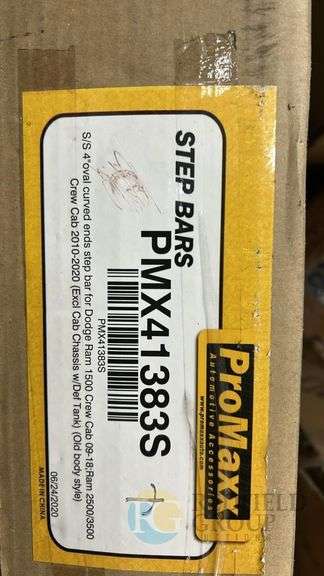 STEP BARS
PMX41383S
PMX41383S
S/S 4"oval curved ends step bar for Dodge Ram 1500 Crew Cab 09-18;Ram 2500/3500
Crew Cab 2010-2020 (Excl Cab Chassis w/Def Tank) (Old body style)
06/24/2020
MADE IN CHINA
ProMaxx
Automotive Accessories
www.promaxxauto.com
GROUP